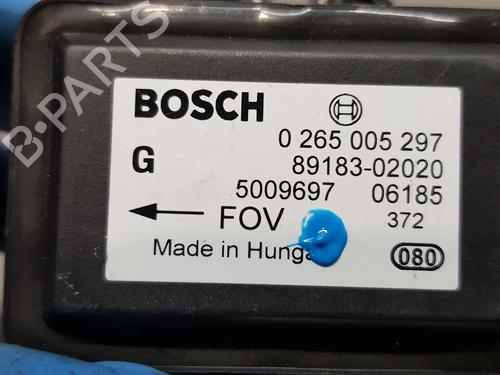 B-PARTS
BOSCH
0 265 005 297
G 89183-02020
5009697 06185
FOV 372
Made in Hunga
080